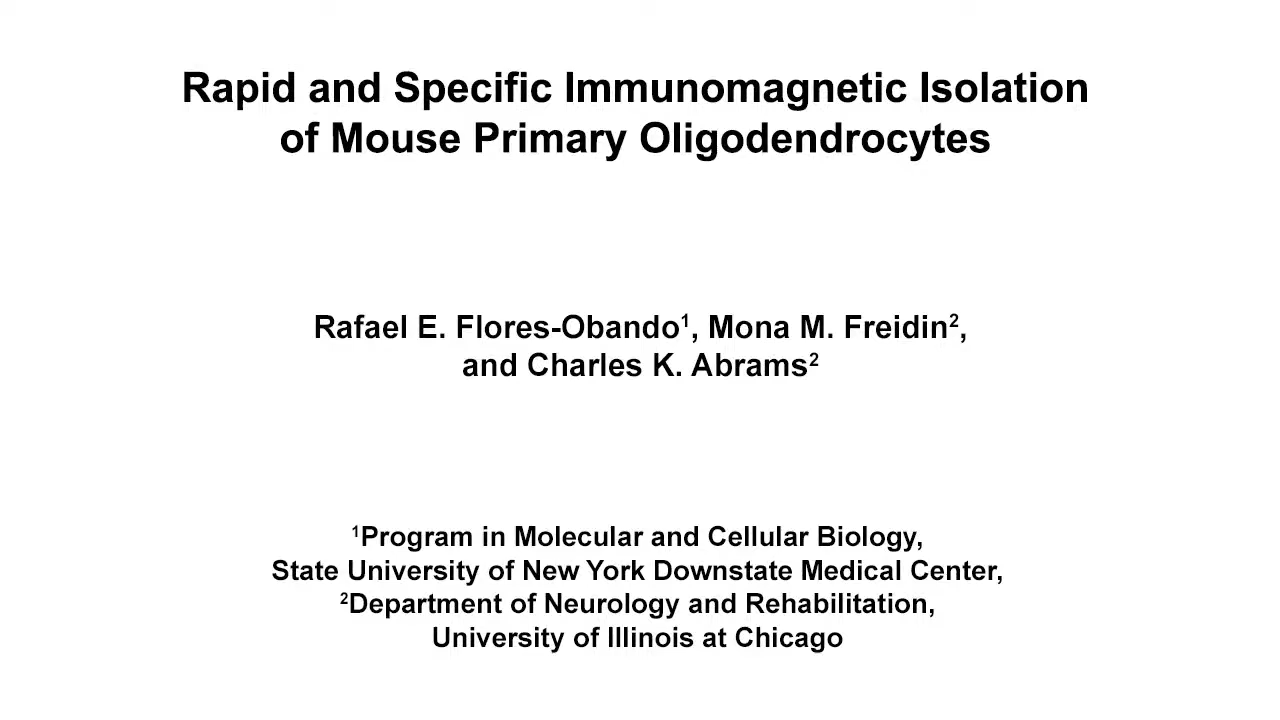 Rapid and Specific Immunomagnetic Isolation
of Mouse Primary Oligodendrocytes
Rafael E. Flores-Obando¹, Mona M. Freidin²,
and Charles K. Abrams²
¹Program in Molecular and Cellular Biology,
State University of New York Downstate Medical Center,
²Department of Neurology and Rehabilitation,
University of Illinois at Chicago